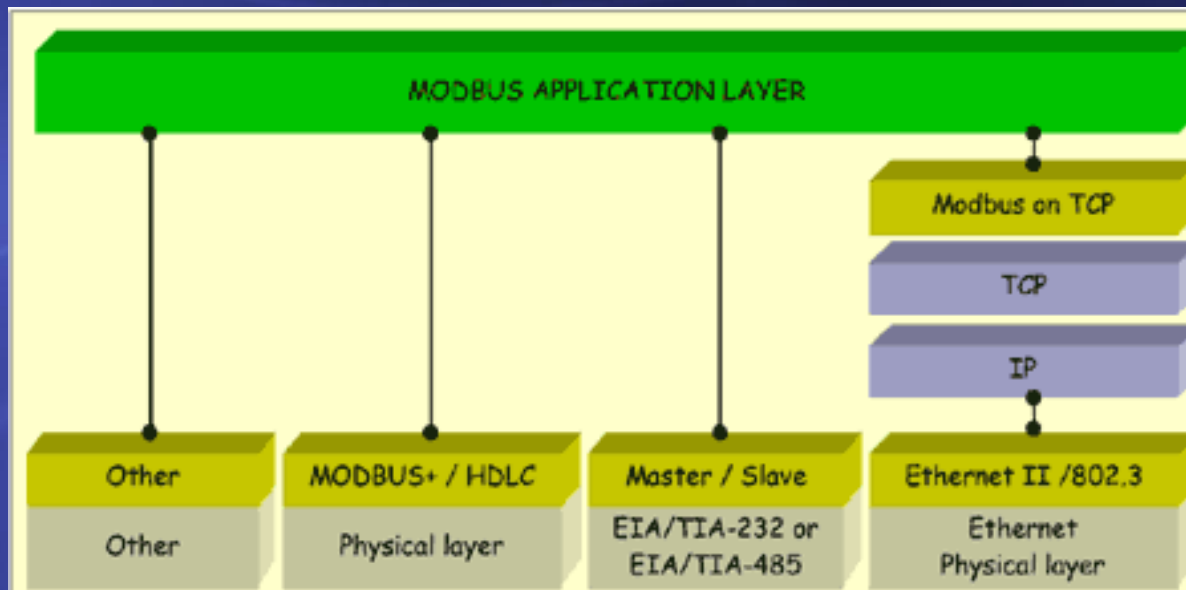 MODBUS APPLICATION LAYER
Modbus on TCP
TCP
IP
Other
MODBUS+ / HDLC
Master / Slave
Ethernet II /802.3
Other
Physical layer
EIA/TIA-232 or
EIA/TIA-485
Ethernet
Physical layer